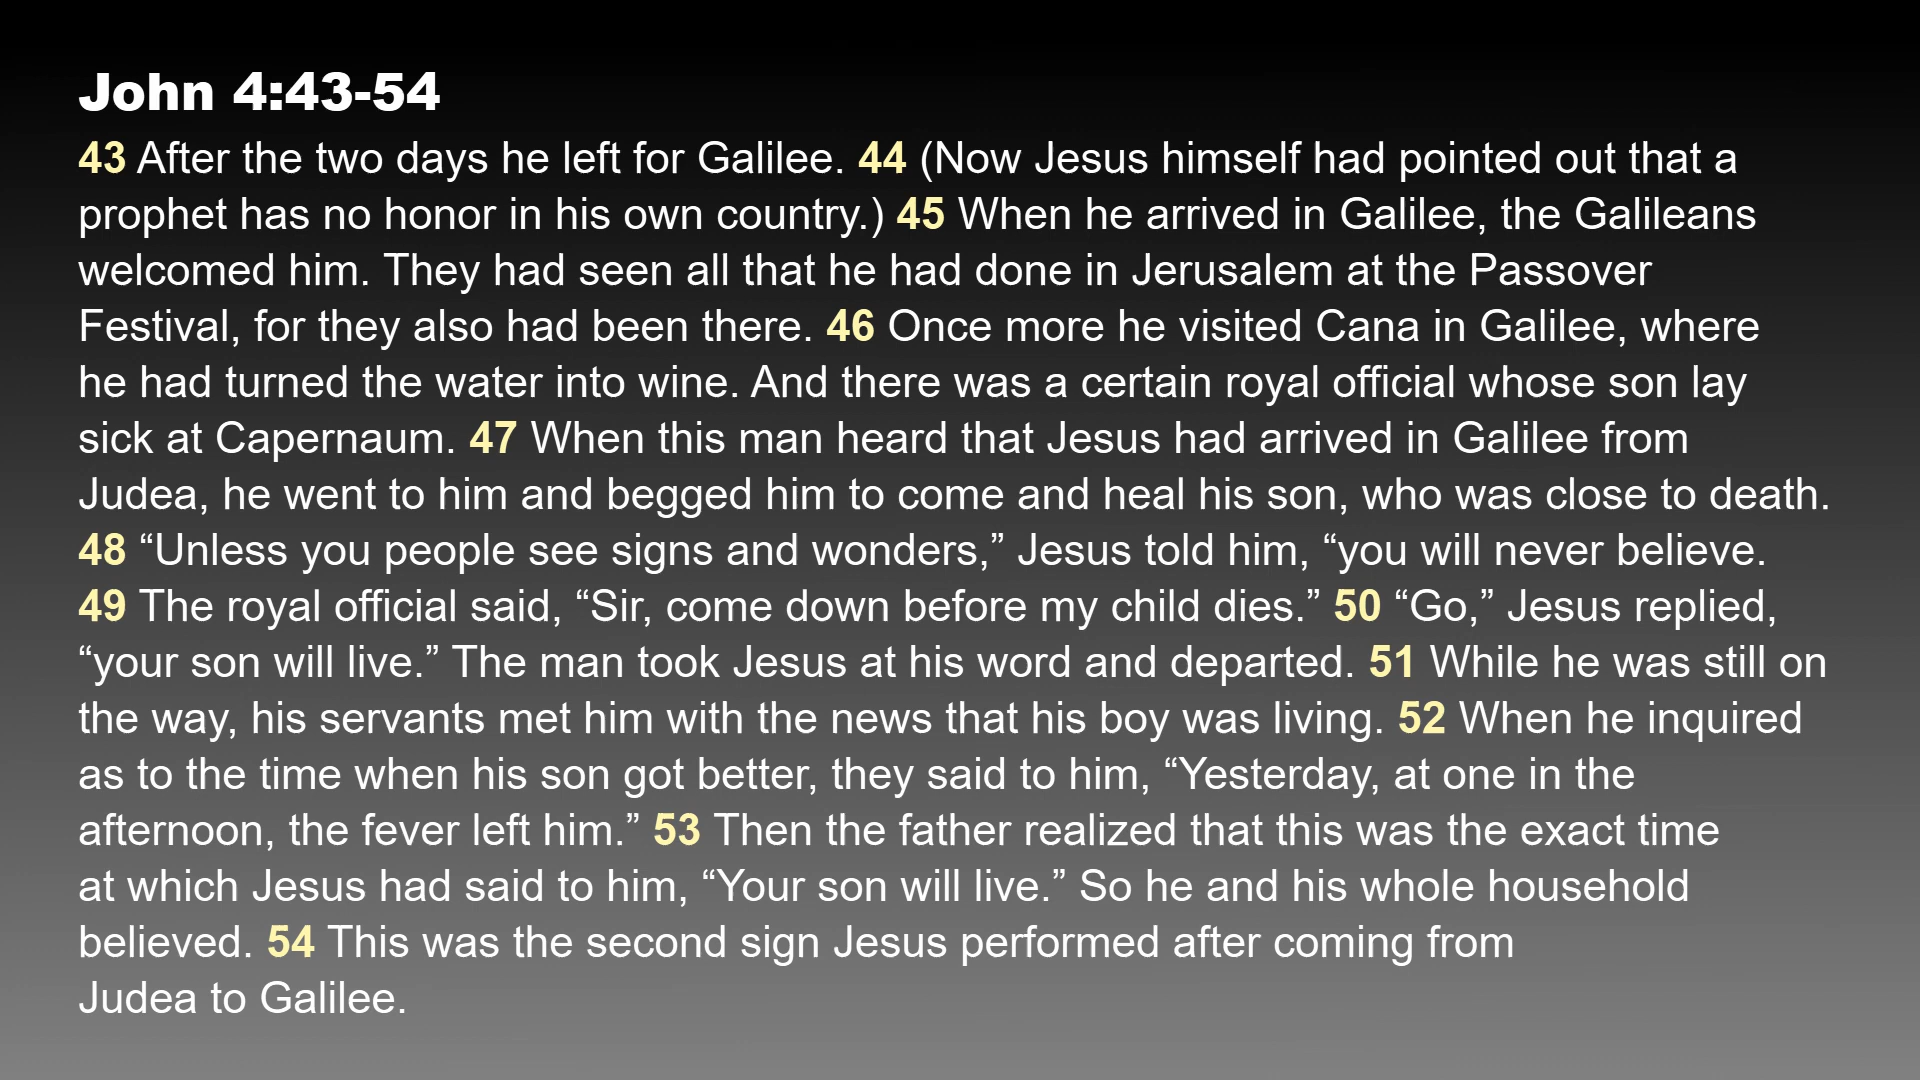 John 4:43-54
43 After the two days he left for Galilee. 44 (Now Jesus himself had pointed out that a
prophet has no honor in his own country.) 45 When he arrived in Galilee, the Galileans
welcomed him. They had seen all that he had done in Jerusalem at the Passover
Festival, for they also had been there. 46 Once more he visited Cana in Galilee, where
he had turned the water into wine. And there was a certain royal official whose son lay
sick at Capernaum. 47 When this man heard that Jesus had arrived in Galilee from
Judea, he went to him and begged him to come and heal his son, who was close to death.
48 “Unless you people see signs and wonders,” Jesus told him, “you will never believe.
49 The royal official said, “Sir, come down before my child dies.” 50 “Go,” Jesus replied,
“your son will live.” The man took Jesus at his word and departed. 51 While he was still on
the way, his servants met him with the news that his boy was living. 52 When he inquired
as to the time when his son got better, they said to him, “Yesterday, at one in the
afternoon, the fever left him.” 53 Then the father realized that this was the exact time
at which Jesus had said to him, “Your son will live.” So he and his whole household
believed. 54 This was the second sign Jesus performed after coming from
Judea to Galilee.